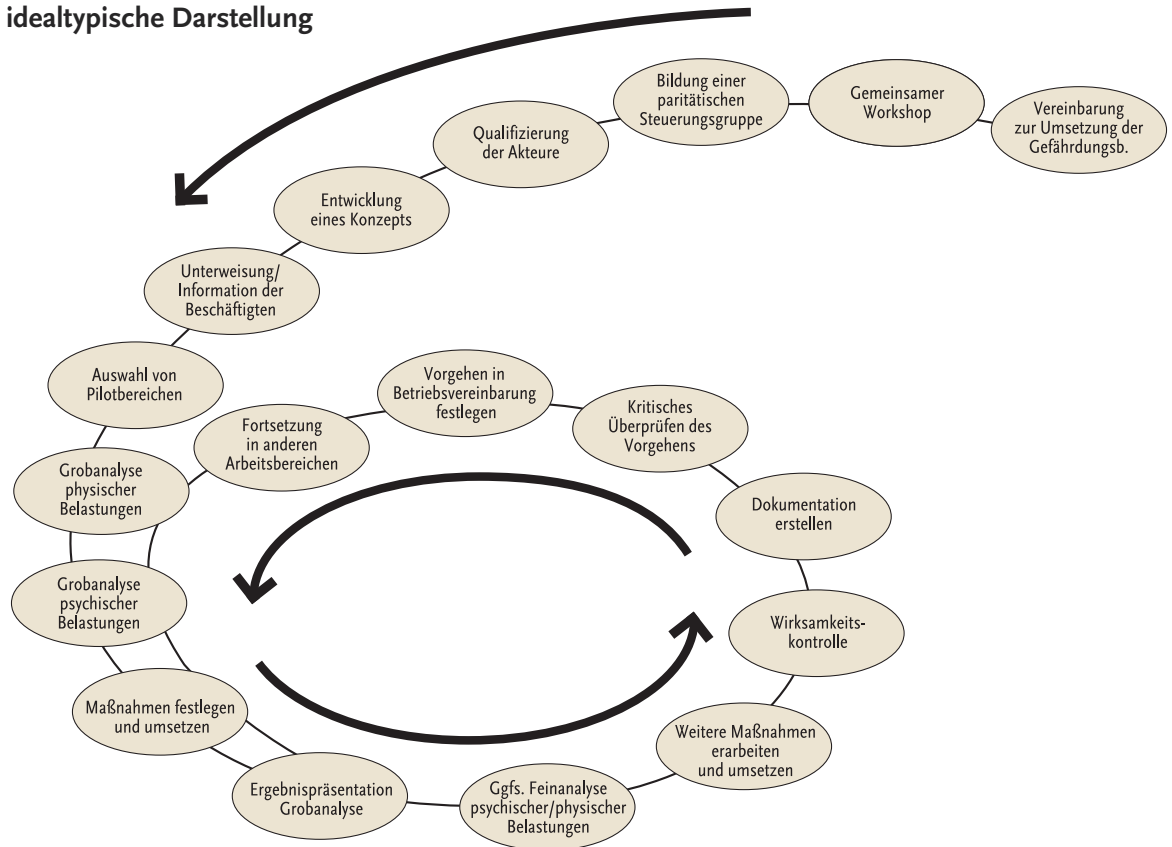 idealtypische Darstellung
Vereinbarung
zur Umsetzung der
Gefährdungsb.
Gemeinsamer
Workshop
Bildung einer
paritätischen
Steuerungsgruppe
Qualifizierung
der Akteure
Entwicklung
eines Konzepts
Unterweisung/
Information der
Beschäftigten
Auswahl von
Pilotbereichen
Grobanalyse
physischer
Belastungen
Grobanalyse
psychischer
Belastungen
Maßnahmen festlegen
und umsetzen
Ergebnispräsentation
Grobanalyse
Ggfs. Feinanalyse
psychischer/physischer
Belastungen
Weitere Maßnahmen
erarbeiten
und umsetzen
Wirksamkeits-
kontrolle
Dokumentation
erstellen
Kritisches
Überprüfen des
Vorgehens
Vorgehen in
Betriebsvereinbarung
festlegen
Fortsetzung
in anderen
Arbeitsbereichen